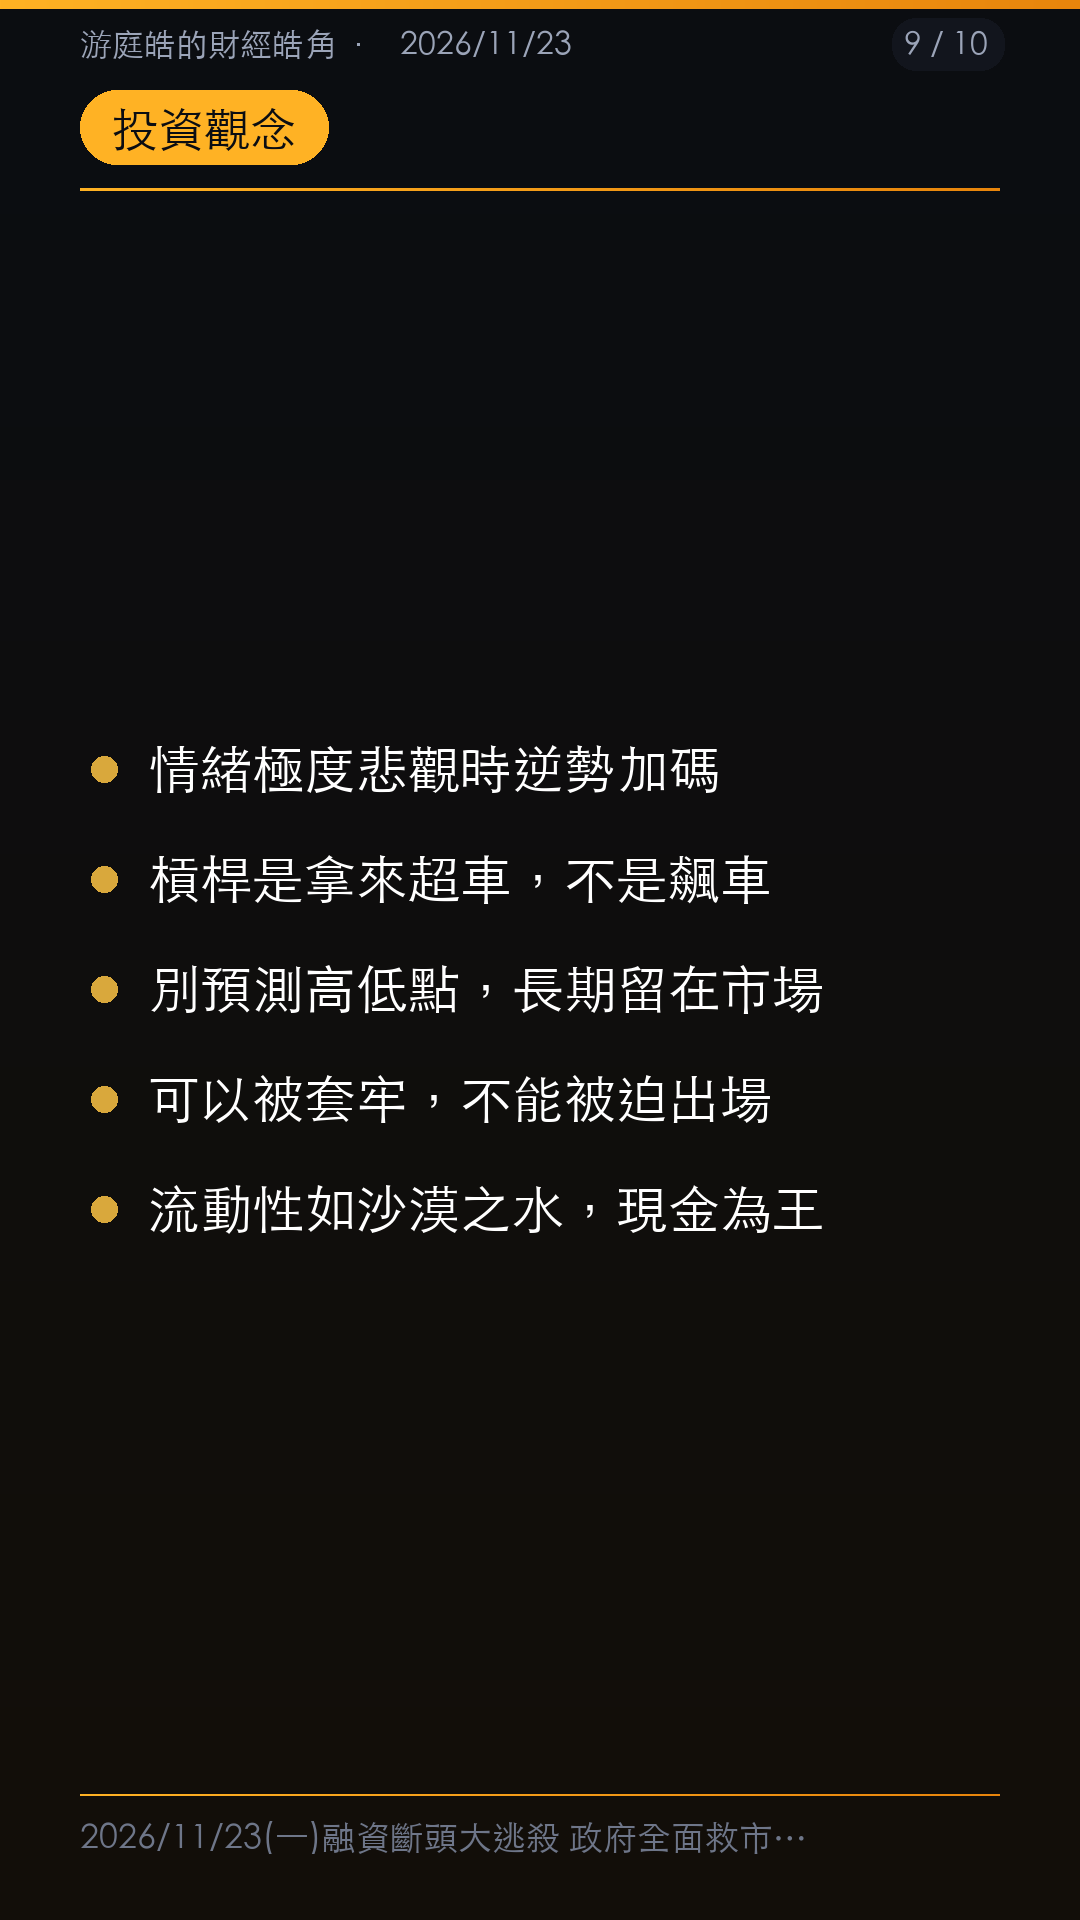 游庭皓的財經皓角 · 2026/11/23
9 / 10
投資觀念
情緒極度悲觀時逆勢加碼
槓桿是拿來超車，不是飆車
別預測高低點，長期留在市場
可以被套牢，不能被迫出場
流動性如沙漠之水，現金為王
2026/11/23(一)融資斷頭大逃殺 政府全面救市…